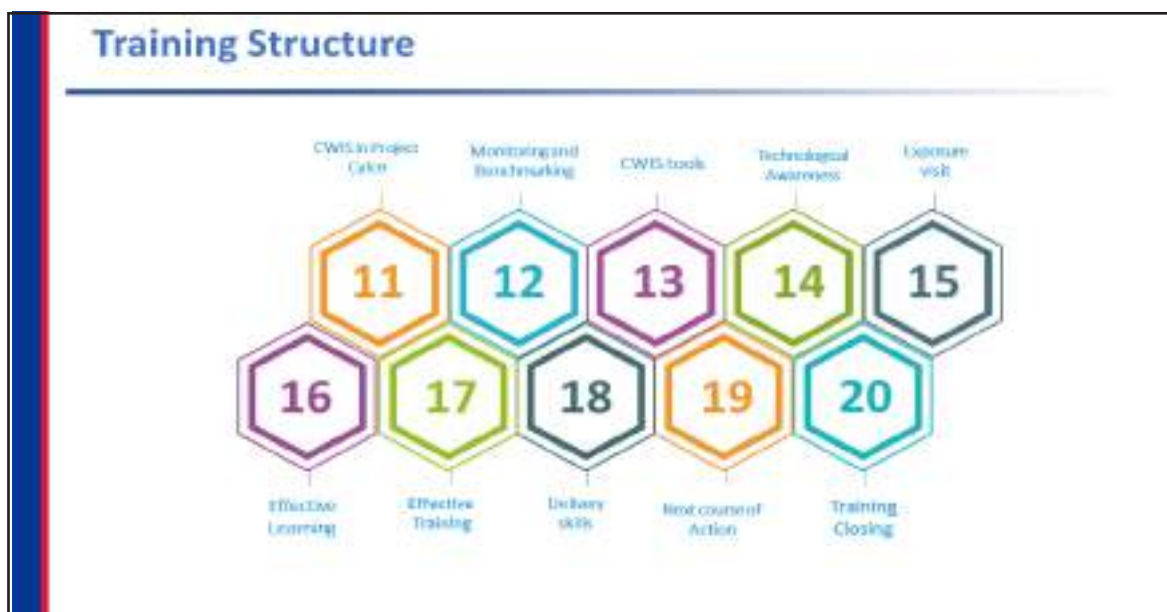 Training Structure
CWIS in Project
Monitoring and
Benchmarking
CWIS tools
Technological
Awareness
Exposure
visit
11
12
13
14
15
16
17
18
19
20
Effective
Learning
Effective
Training
Delivery
skills
Next course of
Action
Training
Closing